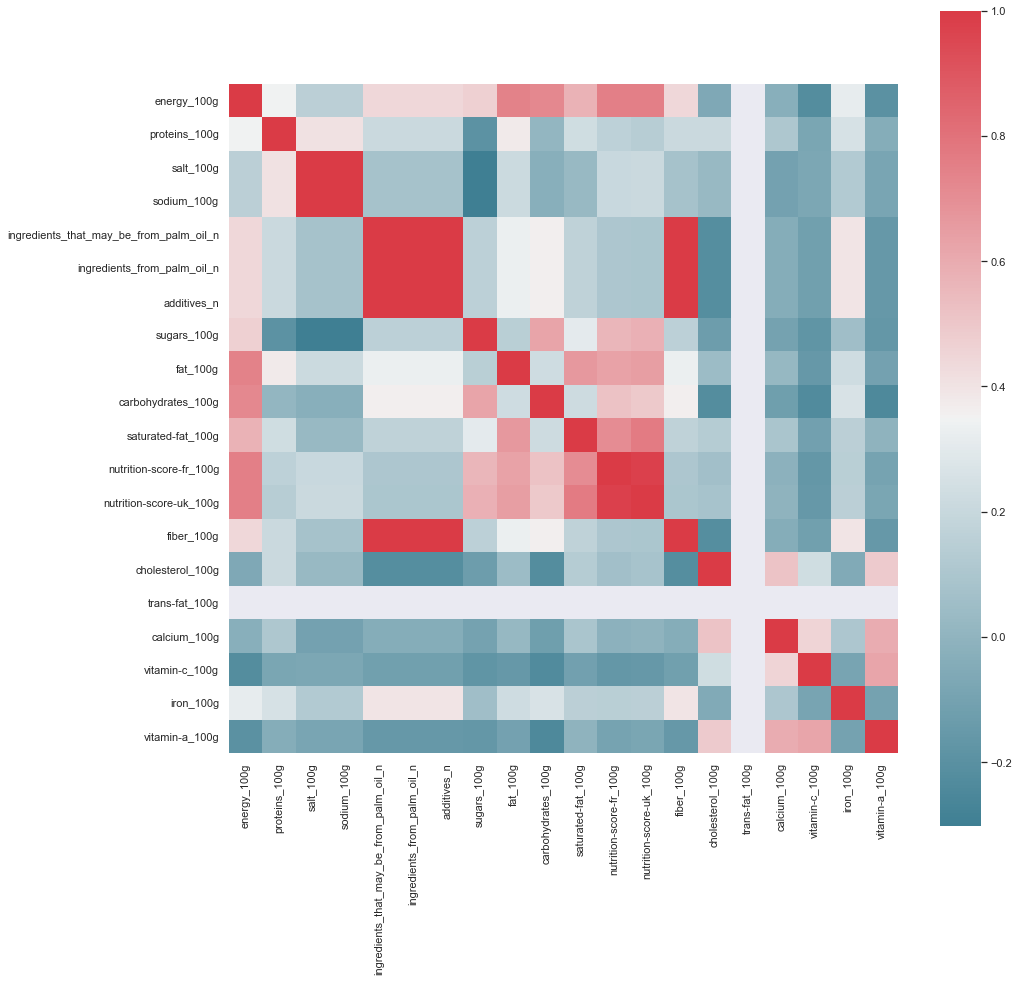 1.0
energy_100g
proteins_100g
0.8
salt_100g
sodium_100g
ingredients_that_may_be_from_palm_oil_n
ingredients_from_palm_oil_n
0.6
additives_n
sugars_100g
fat_100g
0.4
carbohydrates_100g
saturated-fat_100g
nutrition-score-fr_100g
nutrition-score-uk_100g
0.2
fiber_100g
cholesterol_100g
trans-fat_100g
calcium_100g
0.0
vitamin-c_100g
iron_100g
vitamin-a_100g
−0.2
energy_100g
proteins_100g
salt_100g
sodium_100g
ingredients_that_may_be_from_palm_oil_n
ingredients_from_palm_oil_n
additives_n
sugars_100g
fat_100g
carbohydrates_100g
saturated-fat_100g
nutrition-score-fr_100g
nutrition-score-uk_100g
fiber_100g
cholesterol_100g
trans-fat_100g
calcium_100g
vitamin-c_100g
iron_100g
vitamin-a_100g